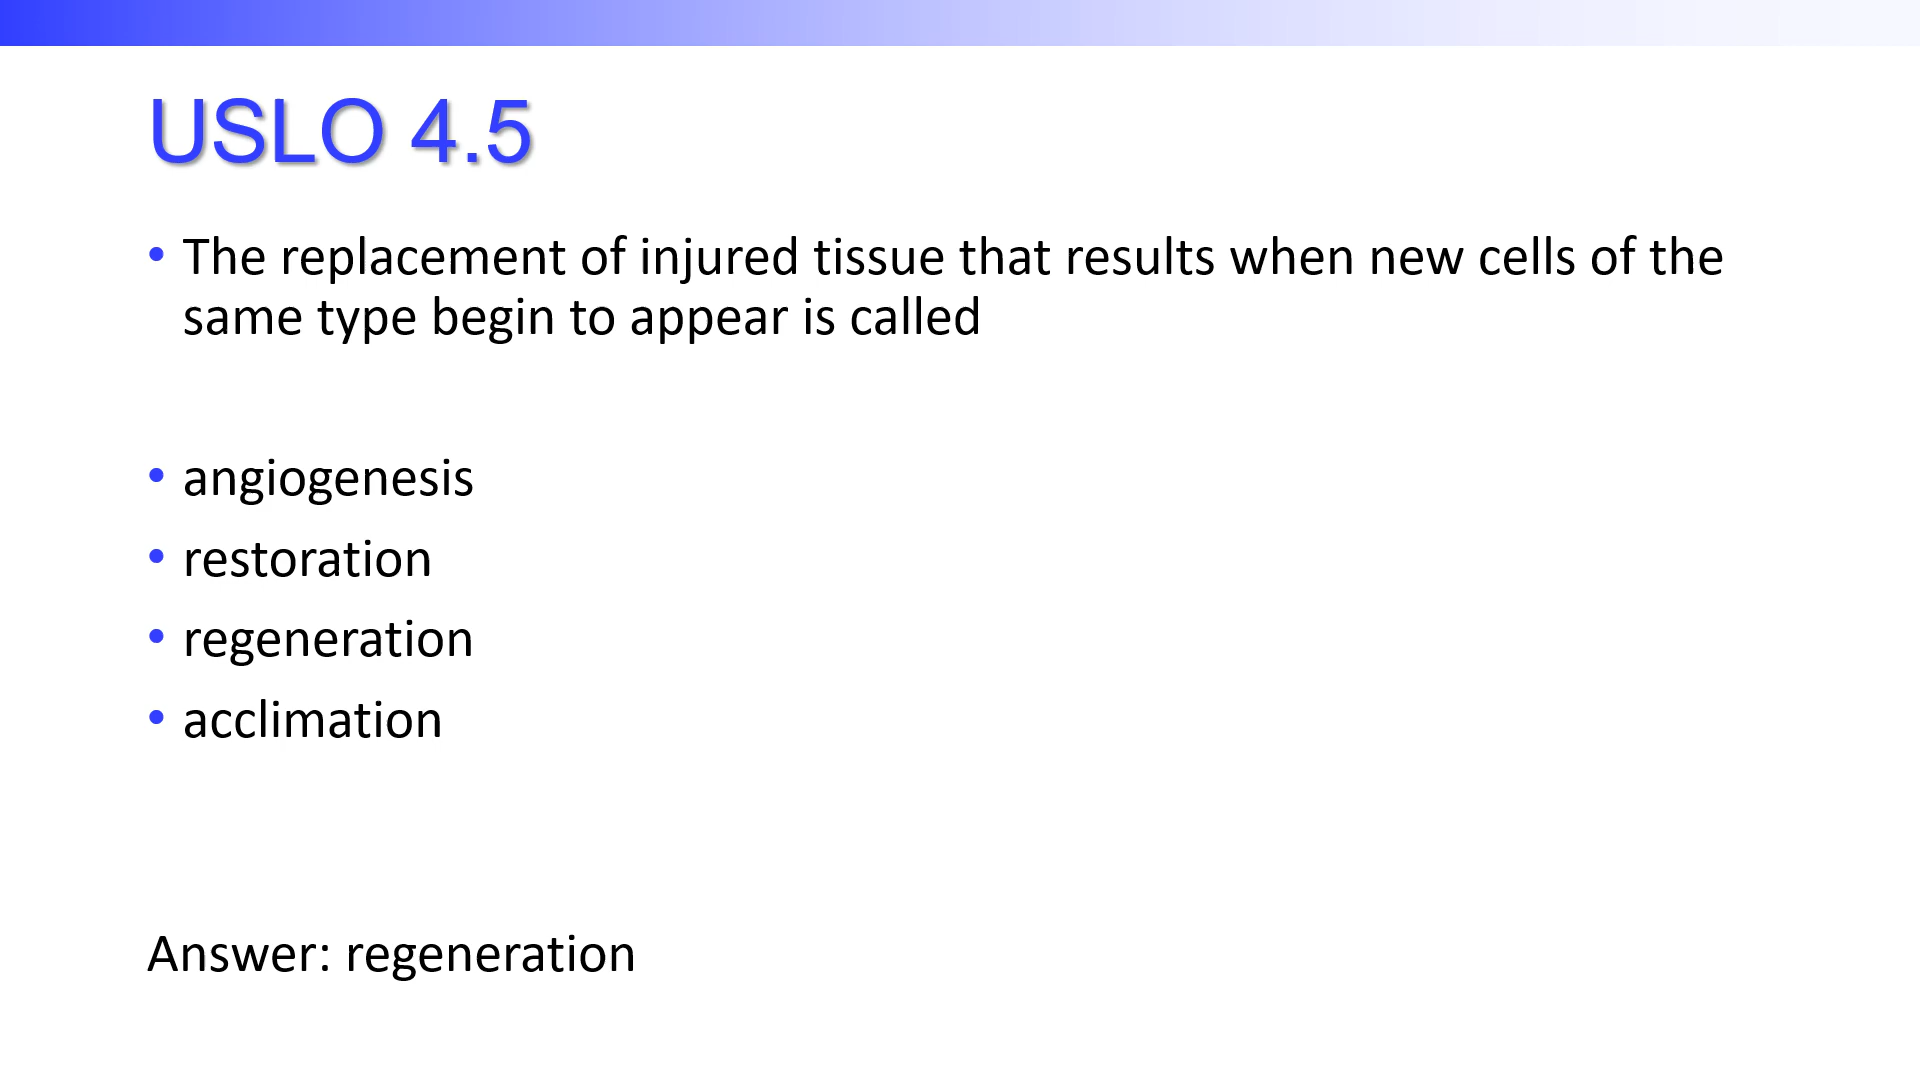 USLO 4.5
• The replacement of injured tissue that results when new cells of the
same type begin to appear is called
• angiogenesis
• restoration
• regeneration
• acclimation
Answer: regeneration